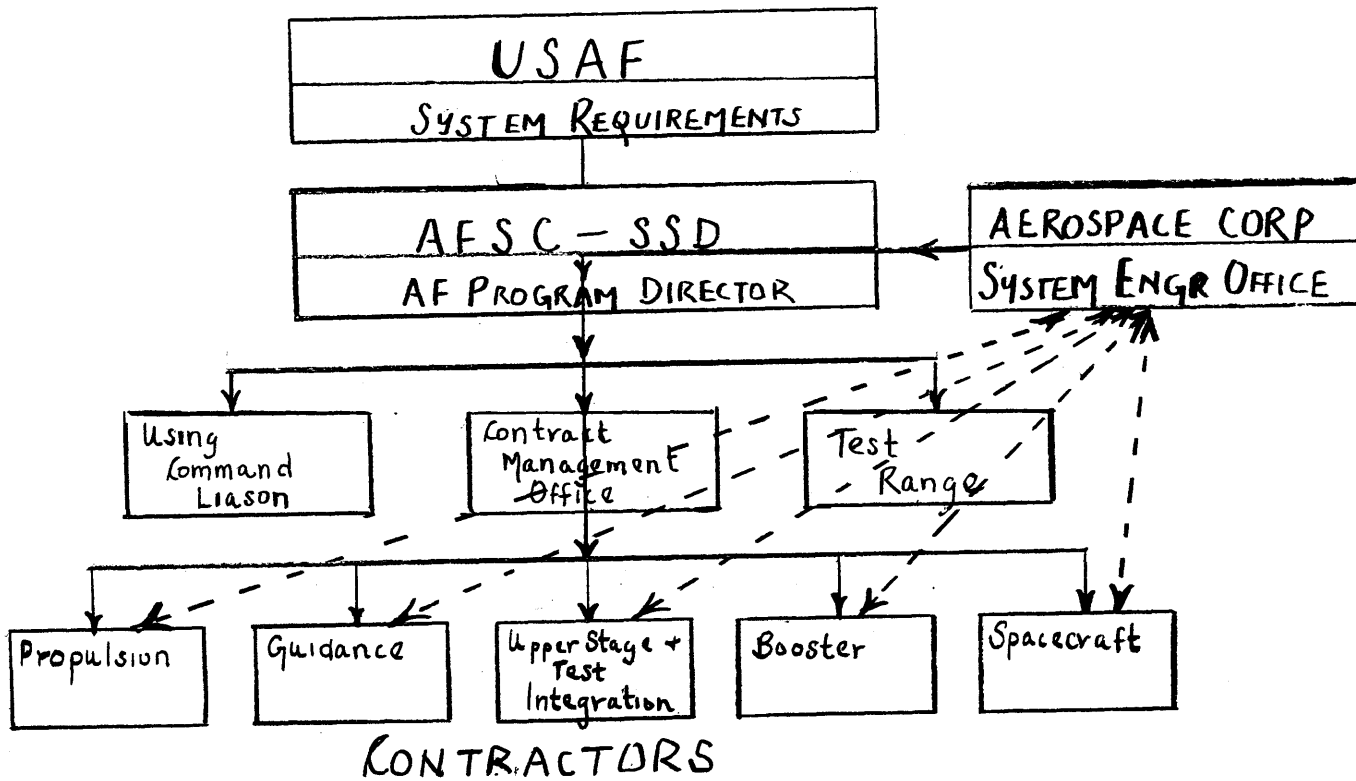 USAF
SYSTEM REQUIREMENTS
AFSC - SSD
AF PROGRAM DIRECTOR
AEROSPACE CORP
SYSTEM ENGR OFFICE
Using
Command
Liason
Contract
Management
Office
Test
Range
Propulsion
Guidance
Upper Stage +
Test
Integration
Booster
Spacecraft
CONTRACTORS